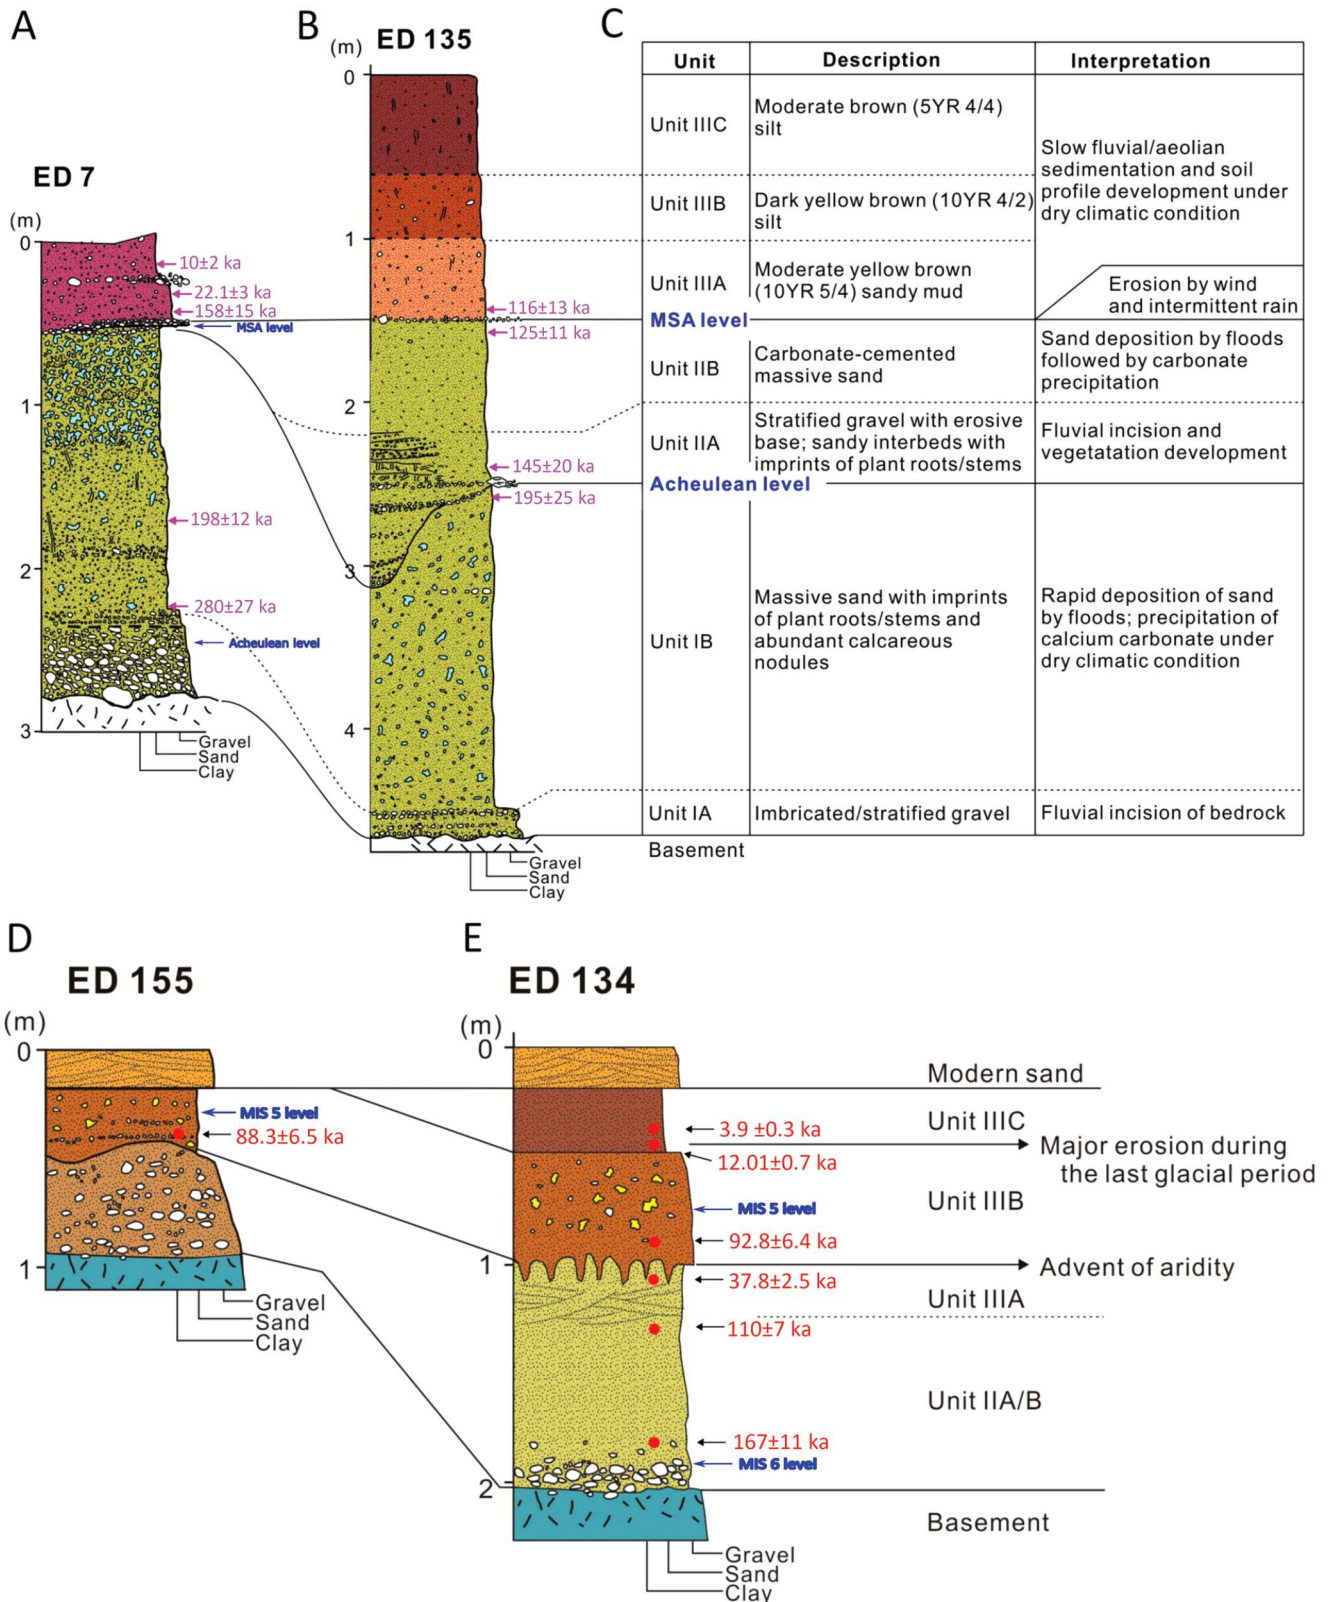 A
B
C
ED 7
(m)
0
10±2 ka
22.1±3 ka
158±15 ka
MSA level
1
198±12 ka
2
280±27 ka
Acheulean level
3
Gravel
Sand
Clay
ED 135
(m)
0
1
116±13 ka
125±11 ka
2
145±20 ka
195±25 ka
3
4
Gravel
Sand
Clay
Unit
Description
Interpretation
Unit IIIC
Moderate brown (5YR 4/4)
silt
Slow fluvial/aeolian
sedimentation and soil
profile development under
dry climatic condition
Unit IIIB
Dark yellow brown (10YR 4/2)
silt
Unit IIIA
Moderate yellow brown
(10YR 5/4) sandy mud
Erosion by wind
and intermittent rain
MSA level
Unit IIB
Carbonate-cemented
massive sand
Sand deposition by floods
followed by carbonate
precipitation
Unit IIA
Stratified gravel with erosive
base; sandy interbeds with
imprints of plant roots/stems
Fluvial incision and
vegetatation development
Acheulean level
Unit IB
Massive sand with imprints
of plant roots/stems and
abundant calcareous
nodules
Rapid deposition of sand
by floods; precipitation of
calcium carbonate under
dry climatic condition
Unit IA
Imbricated/stratified gravel
Fluvial incision of bedrock
Basement
D
ED 155
(m)
0
MIS 5 level
88.3±6.5 ka
1
Gravel
Sand
Clay
E
ED 134
(m)
0
Modern sand
Unit IIIC
3.9 ±0.3 ka
12.01±0.7 ka
Major erosion during
the last glacial period
Unit IIIB
MIS 5 level
92.8±6.4 ka
1
Advent of aridity
37.8±2.5 ka
Unit IIIA
110±7 ka
Unit IIA/B
167±11 ka
MIS 6 level
2
Basement
Gravel
Sand
Clay